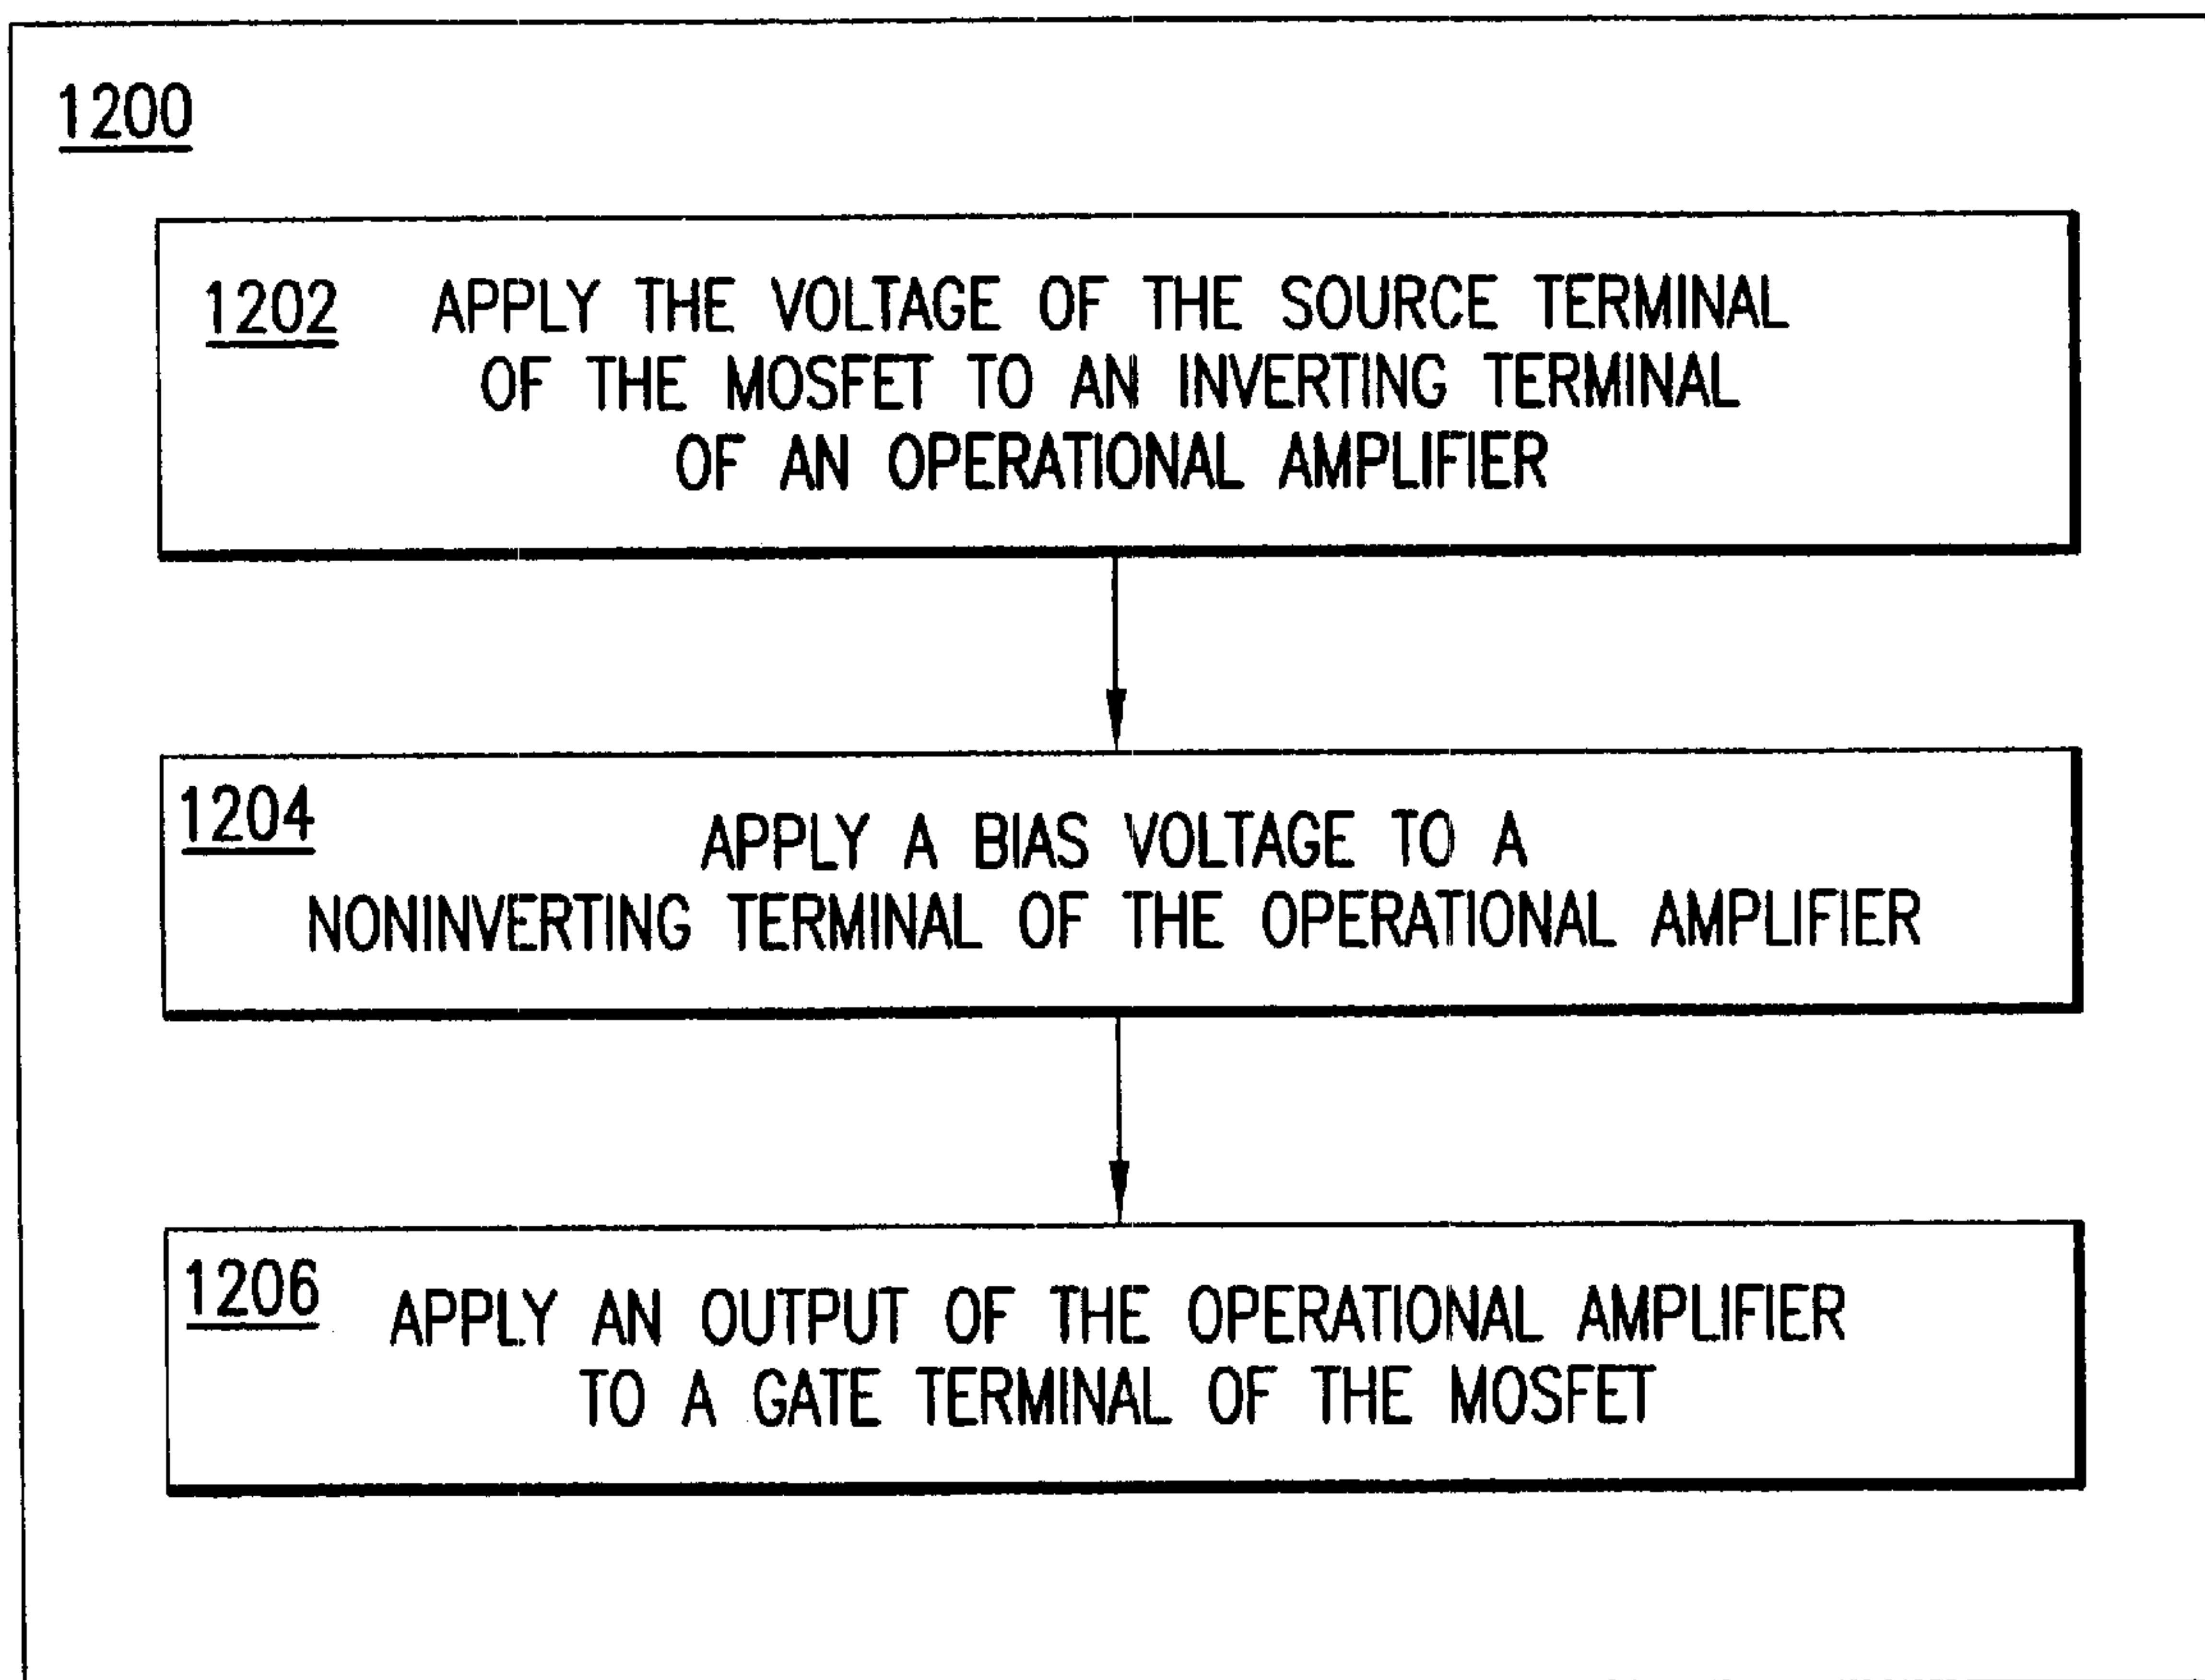 1200
1202 APPLY THE VOLTAGE OF THE SOURCE TERMINAL
OF THE MOSFET TO AN INVERTING TERMINAL
OF AN OPERATIONAL AMPLIFIER
1204
APPLY A BIAS VOLTAGE TO A
NONINVERTING TERMINAL OF THE OPERATIONAL AMPLIFIER
1206
APPLY AN OUTPUT OF THE OPERATIONAL AMPLIFIER
TO A GATE TERMINAL OF THE MOSFET